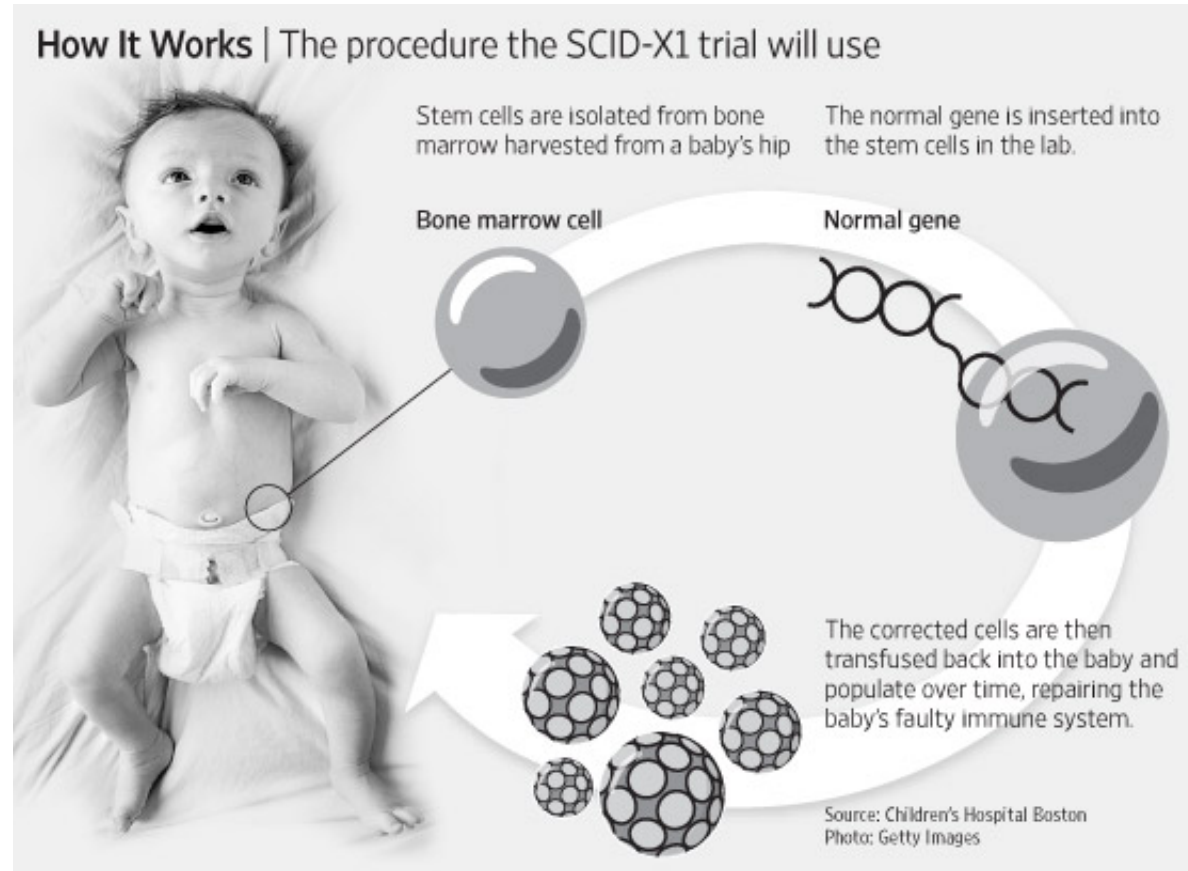 How It Works | The procedure the SCID-X1 trial will use
Stem cells are isolated from bone
marrow harvested from a baby's hip
The normal gene is inserted into
the stem cells in the lab.
Bone marrow cell
Normal gene
The corrected cells are then
transfused back into the baby and
populate over time, repairing the
baby's faulty immune system.
Source: Children's Hospital Boston
Photo: Getty Images